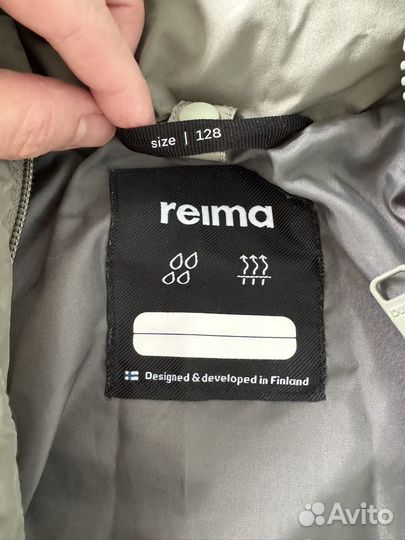 size | 128
reima
Designed & developed in Finland
Avito